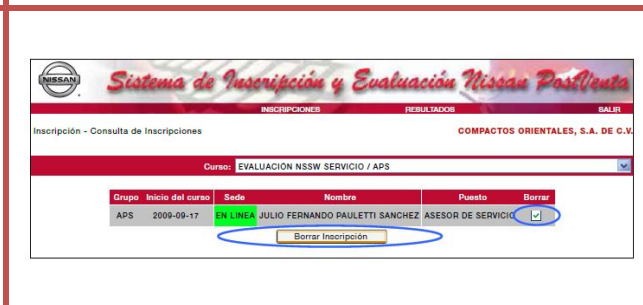 NISSAN
Sistema de Inscripción y Evaluación Nissan PostVenta
INSCRIPCIONES RESULTADOS SALIR
Inscripción - Consulta de Inscripciones COMPACTOS ORIENTALES, S.A. DE C.V.
Curso: EVALUACIÓN NSSW SERVICIO / APS
Grupo Inicio del curso Sede Nombre Puesto Borrar
APS 2009-09-17 EN LINEA JULIO FERNANDO PAULETTI SANCHEZ ASESOR DE SERVICIO
Borrar Inscripción